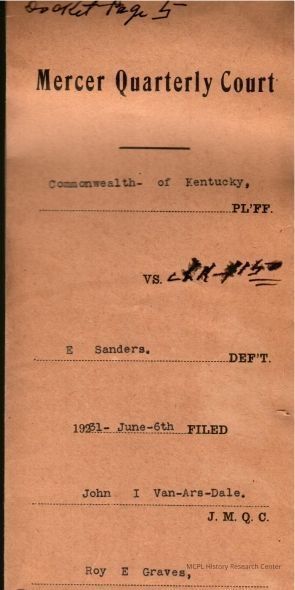 Docket Page 5
Mercer Quarterly Court
Commonwealth- of Kentucky,
PL'FF.
VS.
E Sanders.
DEF'T.
1931- June-6th FILED
John I Van-Ars-Dale.
J. M. Q. C.
MCPL History Research Center
Roy E Graves,